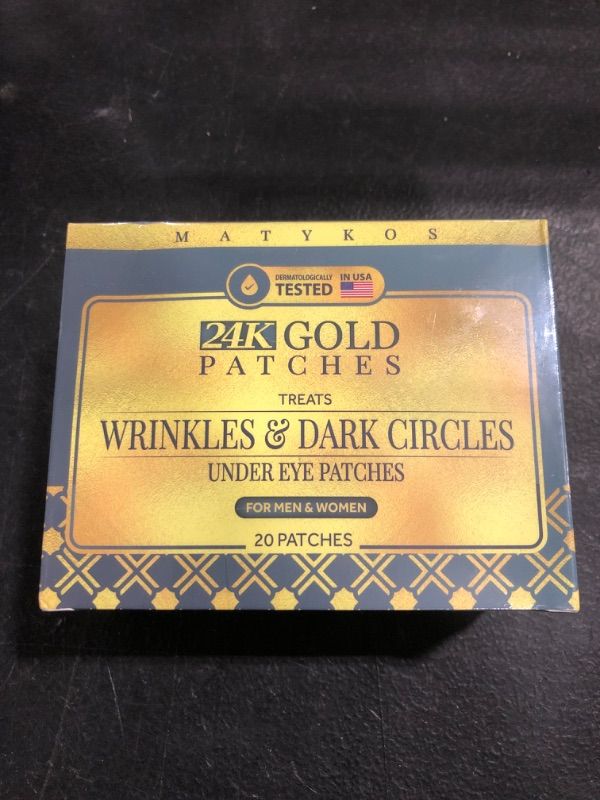 MATYKOS
DERMATOLOGICALLY IN USA
TESTED
24K GOLD
PATCHES
TREATS
WRINKLES & DARK CIRCLES
UNDER EYE PATCHES
FOR MEN & WOMEN
20 PATCHES